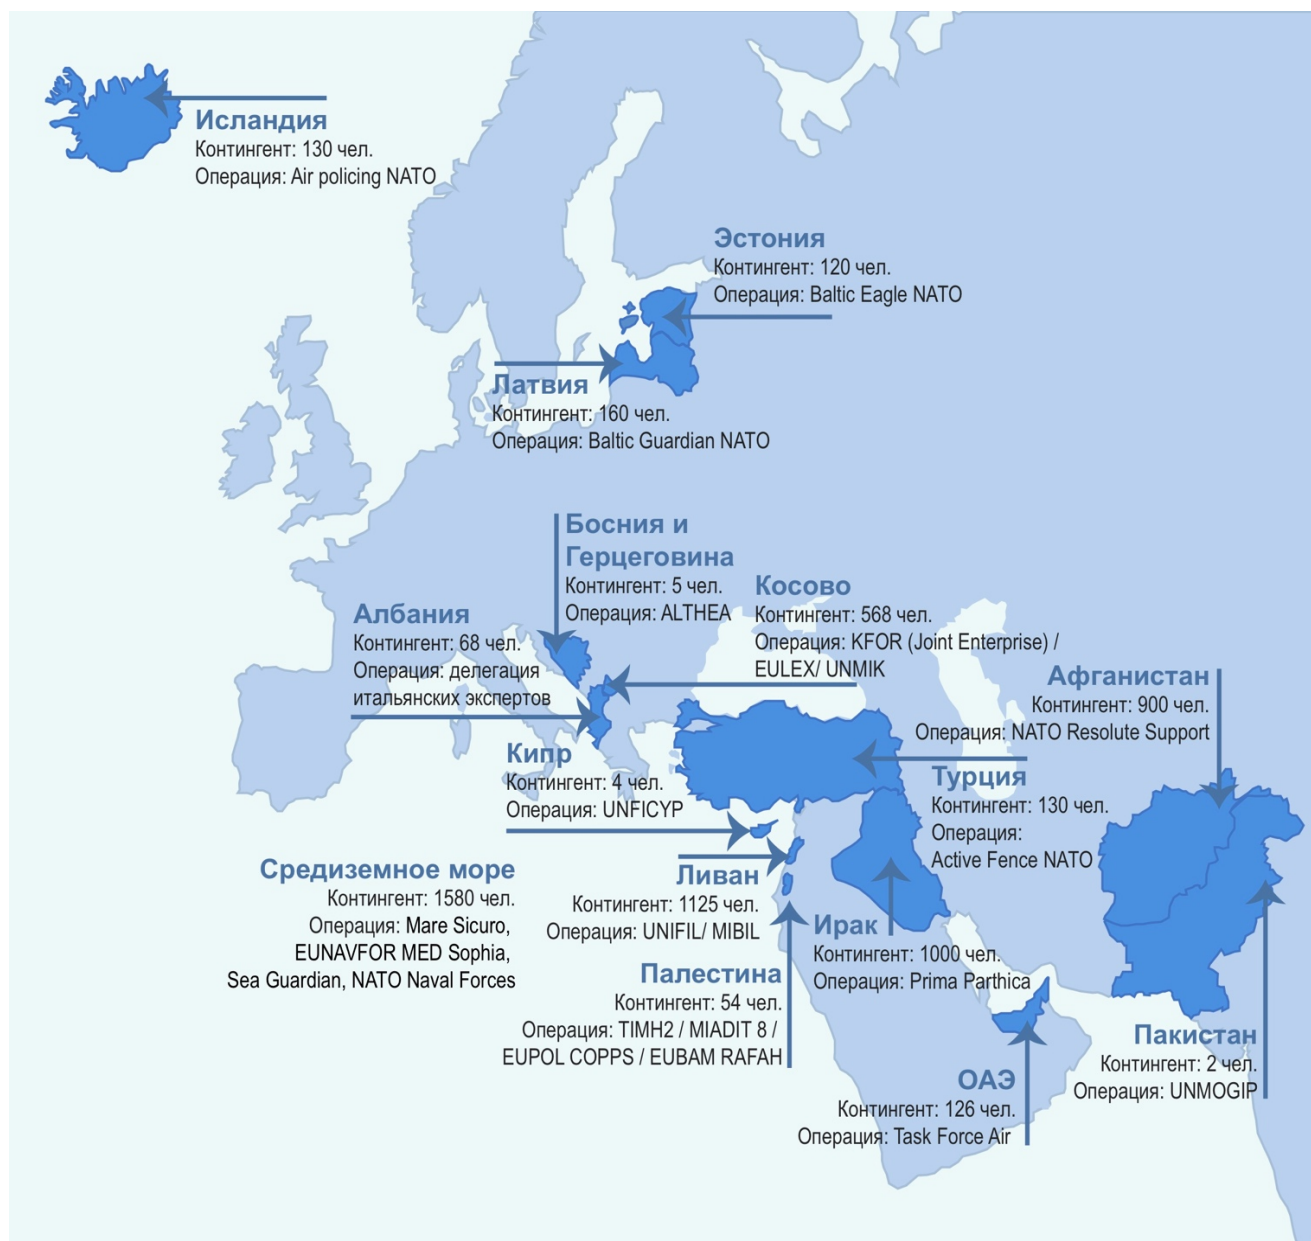 Исландия
Контингент: 130 чел.
Операция: Air policing NATO
Эстония
Контингент: 120 чел.
Операция: Baltic Eagle NATO
Латвия
Контингент: 160 чел.
Операция: Baltic Guardian NATO
Босния и
Герцеговина
Контингент: 5 чел.
Операция: ALTHEA
Косово
Контингент: 568 чел.
Операция: KFOR (Joint Enterprise) /
EULEX/ UNMIK
Албания
Контингент: 68 чел.
Операция: делегация
итальянских экспертов
Афганистан
Контингент: 900 чел.
Операция: NATO Resolute Support
Кипр
Контингент: 4 чел.
Операция: UNFICYP
Турция
Контингент: 130 чел.
Операция:
Active Fence NATO
Средиземное море
Контингент: 1580 чел.
Операция: Mare Sicuro,
EUNAVFOR MED Sophia,
Sea Guardian, NATO Naval Forces
Ливан
Контингент: 1125 чел.
Операция: UNIFIL/ MIBIL
Ирак
Контингент: 1000 чел.
Операция: Prima Parthica
Палестина
Контингент: 54 чел.
Операция: TIMH2 / MIADIT 8 /
EUPOL COPPS / EUBAM RAFAH
Пакистан
Контингент: 2 чел.
Операция: UNMOGIP
ОАЭ
Контингент: 126 чел.
Операция: Task Force Air